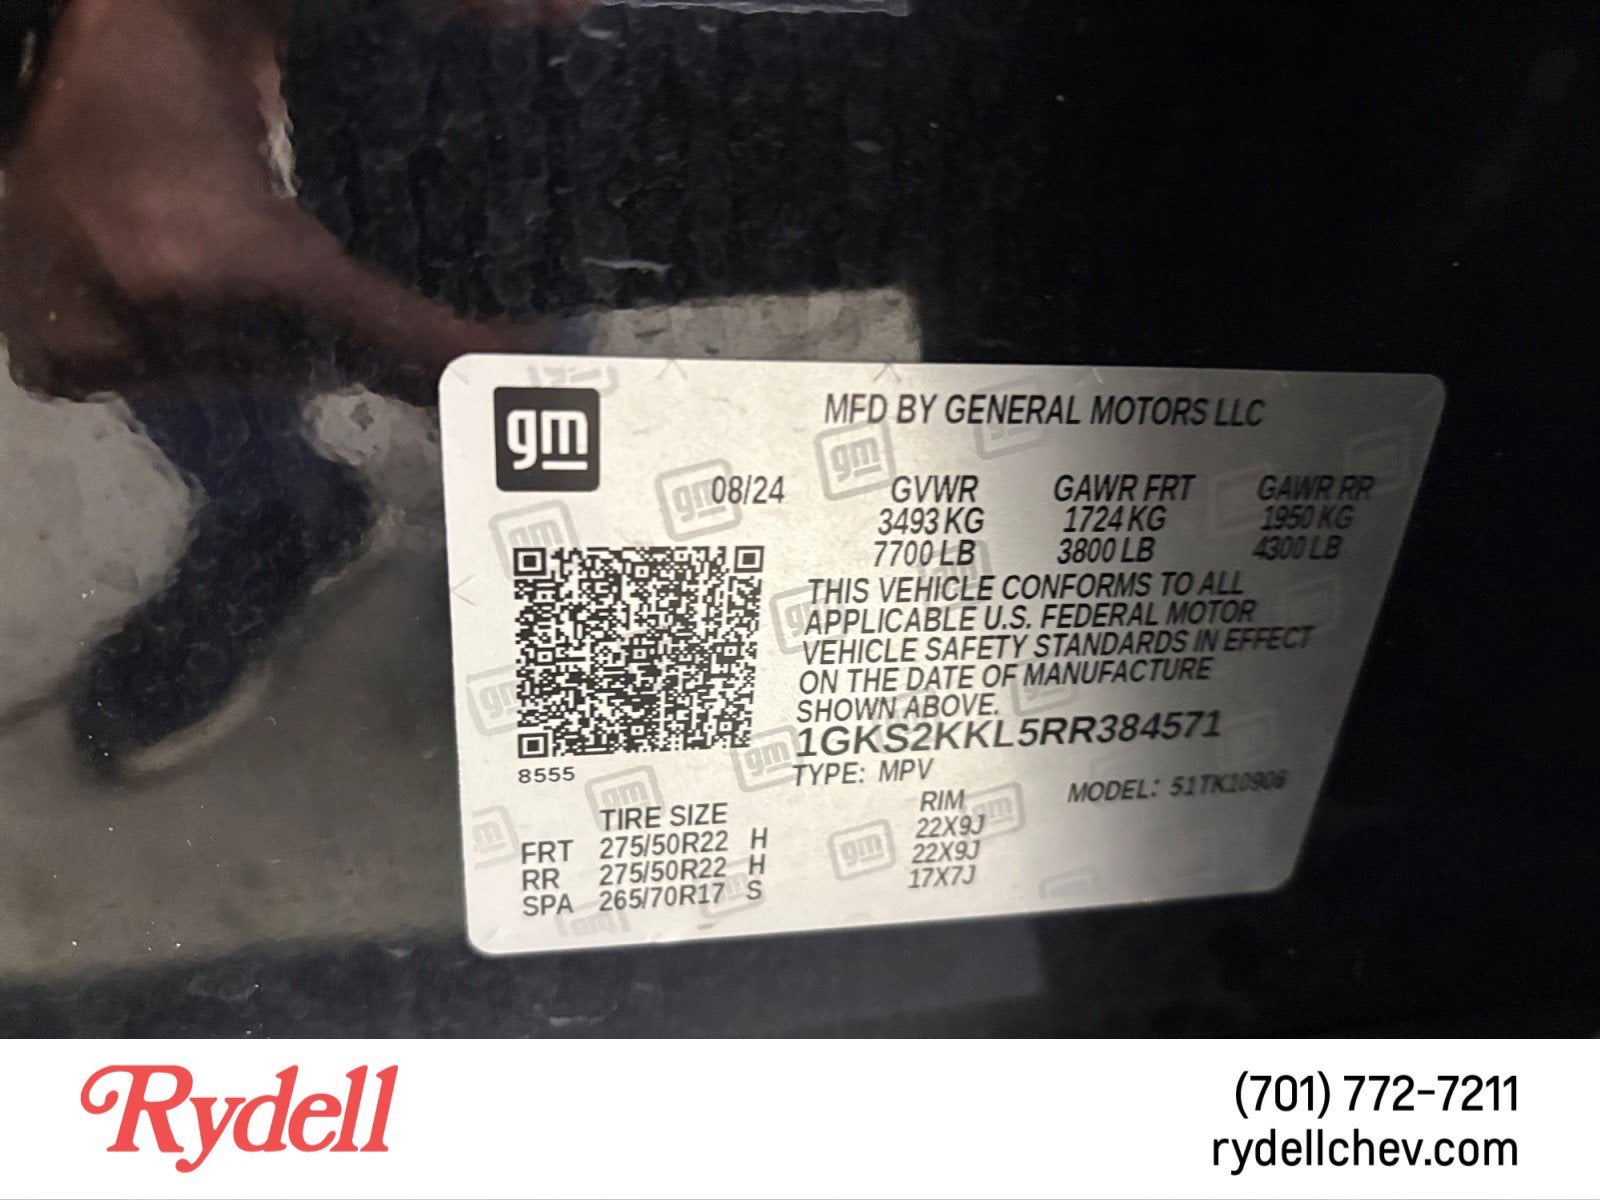 gm
MFD BY GENERAL MOTORS LLC
08/24 GVWR GAWR FRT GAWR RR
3493 KG 1724 KG 1950 KG
7700 LB 3800 LB 4300 LB
THIS VEHICLE CONFORMS TO ALL
APPLICABLE U.S. FEDERAL MOTOR
VEHICLE SAFETY STANDARDS IN EFFECT
ON THE DATE OF MANUFACTURE
SHOWN ABOVE.
1GKS2KKL5RR384571
8555
TYPE: MPV MODEL: 51TK10906
TIRE SIZE RIM
FRT 275/50R22 H 22X9J
RR 275/50R22 H 22X9J
SPA 265/70R17 S 17X7J
Rydell
(701) 772-7211
rydellchev.com